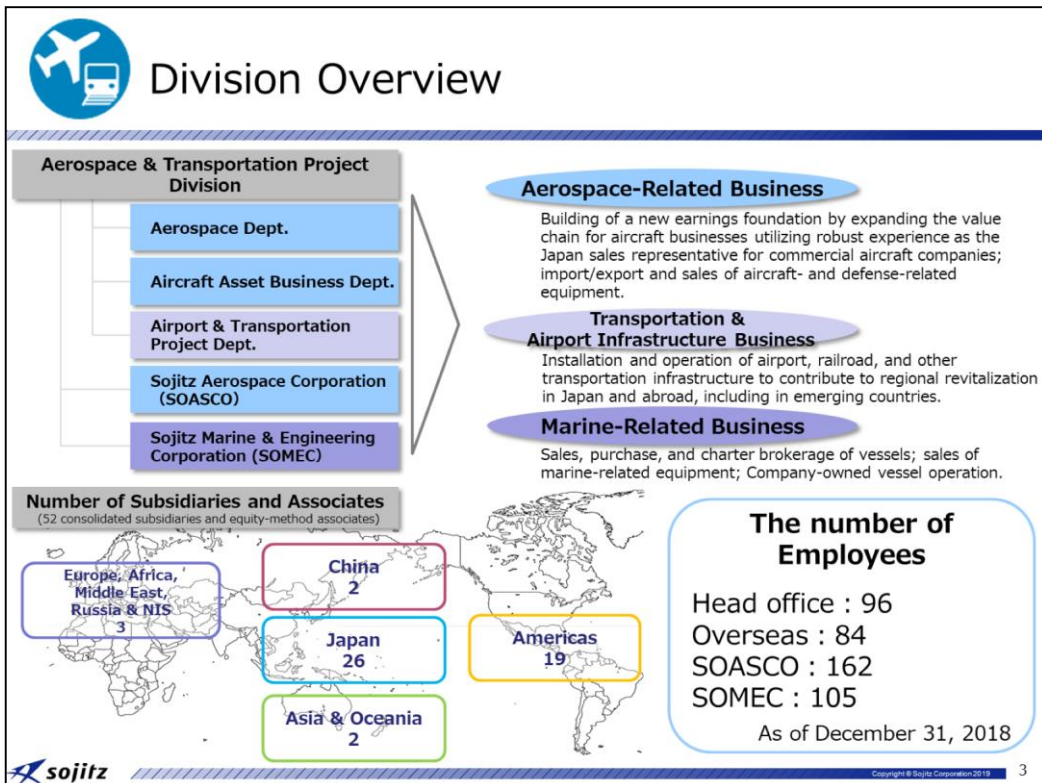 Division Overview
Aerospace & Transportation Project
Division
Aerospace Dept.
Aircraft Asset Business Dept.
Airport & Transportation
Project Dept.
Sojitz Aerospace Corporation
（SOASCO）
Sojitz Marine & Engineering
Corporation (SOMEC）
Aerospace-Related Business
Building of a new earnings foundation by expanding the value
chain for aircraft businesses utilizing robust experience as the
Japan sales representative for commercial aircraft companies;
import/export and sales of aircraft- and defense-related
equipment.
Transportation &
Airport Infrastructure Business
Installation and operation of airport, railroad, and other
transportation infrastructure to contribute to regional revitalization
in Japan and abroad, including in emerging countries.
Marine-Related Business
Sales, purchase, and charter brokerage of vessels; sales of
marine-related equipment; Company-owned vessel operation.
Number of Subsidiaries and Associates
(52 consolidated subsidiaries and equity-method associates)
Europe, Africa,
Middle East,
Russia & NIS
3
China
2
Japan
26
Asia & Oceania
2
Americas
19
The number of
Employees
Head office : 96
Overseas : 84
SOASCO : 162
SOMEC : 105
As of December 31, 2018
sojitz
Copyright © Sojitz Corporation 2019
3